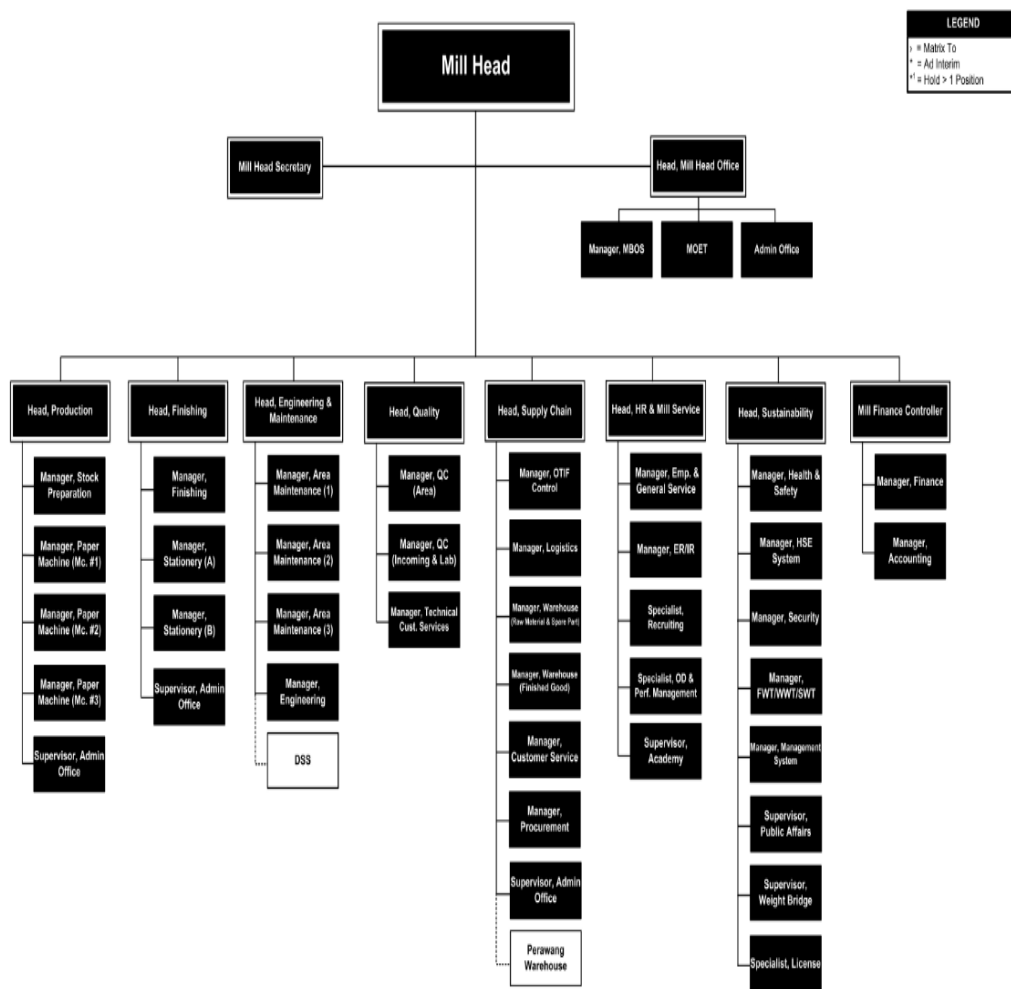 LEGEND
› = Matrix To
* = Ad Interim
*¹ = Hold > 1 Position
Mill Head
Mill Head Secretary
Head, Mill Head Office
Manager, MBOS
MOET
Admin Office
Head, Production
Manager, Stock
Preparation
Manager, Paper
Machine (Mc. #1)
Manager, Paper
Machine (Mc. #2)
Manager, Paper
Machine (Mc. #3)
Supervisor, Admin
Office
Head, Finishing
Manager,
Finishing
Manager,
Stationery (A)
Manager,
Stationery (B)
Supervisor, Admin
Office
Head, Engineering &
Maintenance
Manager, Area
Maintenance (1)
Manager, Area
Maintenance (2)
Manager, Area
Maintenance (3)
Manager,
Engineering
DSS
Head, Quality
Manager, QC
(Area)
Manager, QC
(Incoming & Lab)
Manager, Technical
Cust. Services
Head, Supply Chain
Manager, OTIF
Control
Manager, Logistics
Manager, Warehouse
(Raw Material & Spare Part)
Manager, Warehouse
(Finished Good)
Manager,
Customer Service
Manager,
Procurement
Supervisor, Admin
Office
Perawang
Warehouse
Head, HR & Mill Service
Manager, Emp. &
General Service
Manager, ER/IR
Specialist,
Recruiting
Specialist, OD &
Perf. Management
Supervisor,
Academy
Head, Sustainability
Manager, Health &
Safety
Manager, HSE
System
Manager, Security
Manager,
FWT/WWT/SWT
Manager, Management
System
Supervisor,
Public Affairs
Supervisor,
Weight Bridge
Specialist, License
Mill Finance Controller
Manager, Finance
Manager,
Accounting